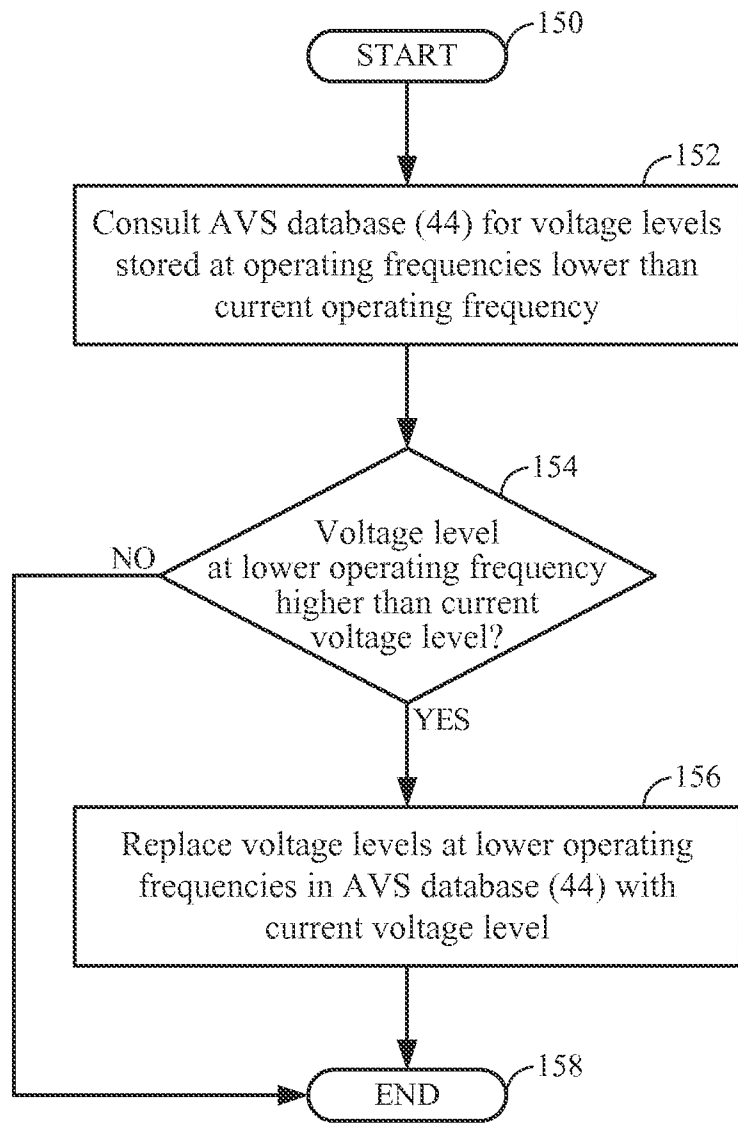 150
START
152
Consult AVS database (44) for voltage levels
stored at operating frequencies lower than
current operating frequency
154
Voltage level
at lower operating frequency
higher than current
voltage level?
NO
YES
156
Replace voltage levels at lower operating
frequencies in AVS database (44) with
current voltage level
158
END